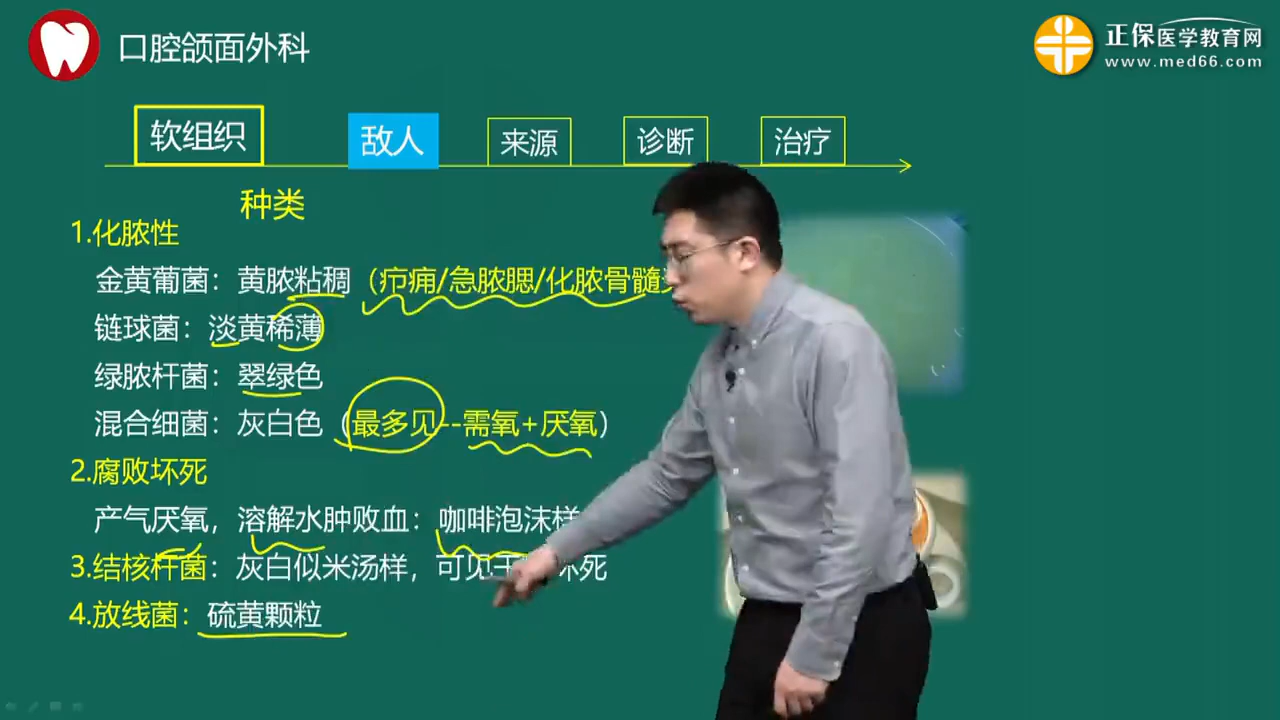 口腔颌面外科
正保医学教育网
www.med66.com
软组织
敌人
来源
诊断
治疗
种类
1.化脓性
金黄葡菌：黄脓粘稠（疖痈/急脓腮/化脓骨髓
链球菌：淡黄稀薄
绿脓杆菌：翠绿色
混合细菌：灰白色（最多见--需氧+厌氧）
2.腐败坏死
产气厌氧，溶解水肿败血：咖啡泡沫样
3.结核杆菌：灰白似米汤样，可见干 坏死
4.放线菌：硫黄颗粒